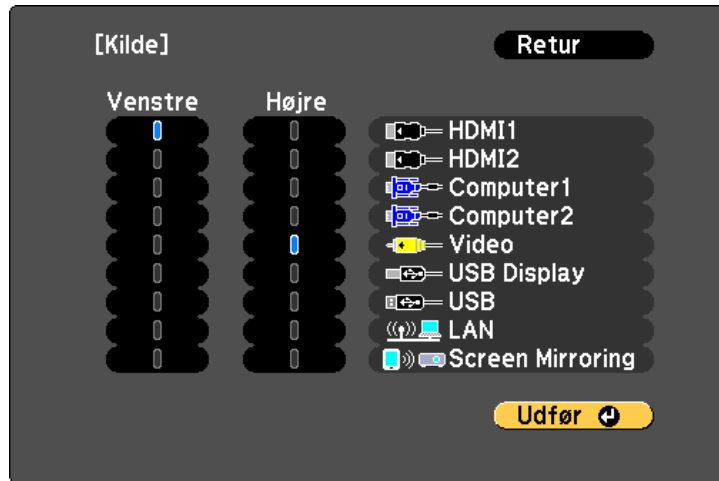 [Kilde]
Retur
Venstre
Højre
HDMI1
HDMI2
Computer1
Computer2
Video
USB Display
USB
LAN
Screen Mirroring
Udfør